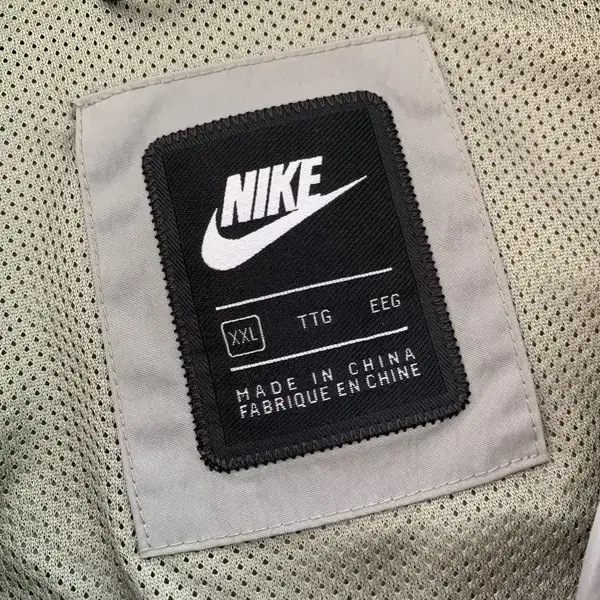 NIKE
XXL TTG EEG
MADE IN CHINA
FABRIQUE EN CHINE